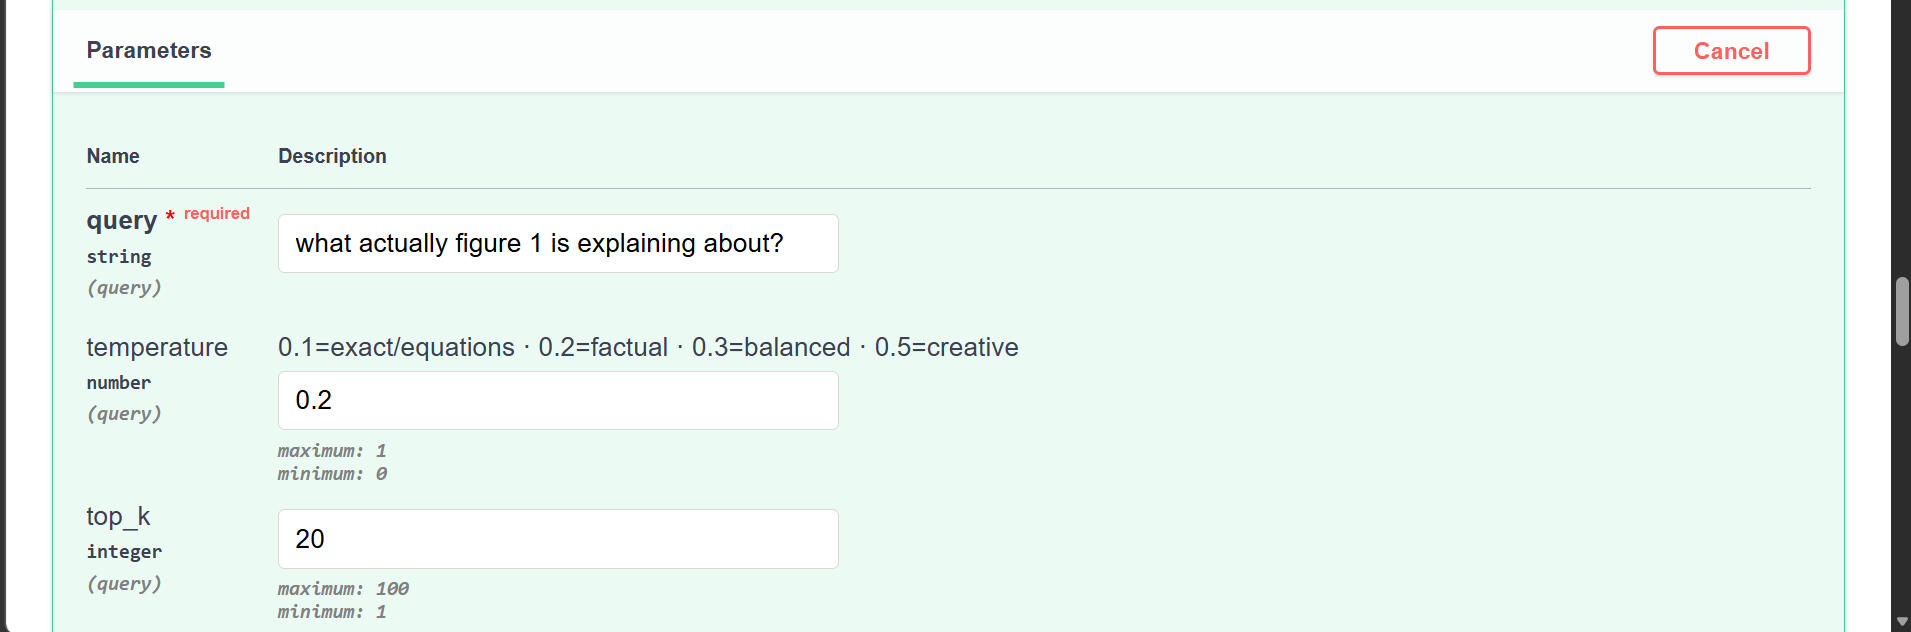 Parameters
Cancel
Name Description
query * required
string
(query)
what actually figure 1 is explaining about?
temperature
number
(query)
0.1=exact/equations · 0.2=factual · 0.3=balanced · 0.5=creative
0.2
maximum: 1
minimum: 0
top_k
integer
(query)
20
maximum: 100
minimum: 1